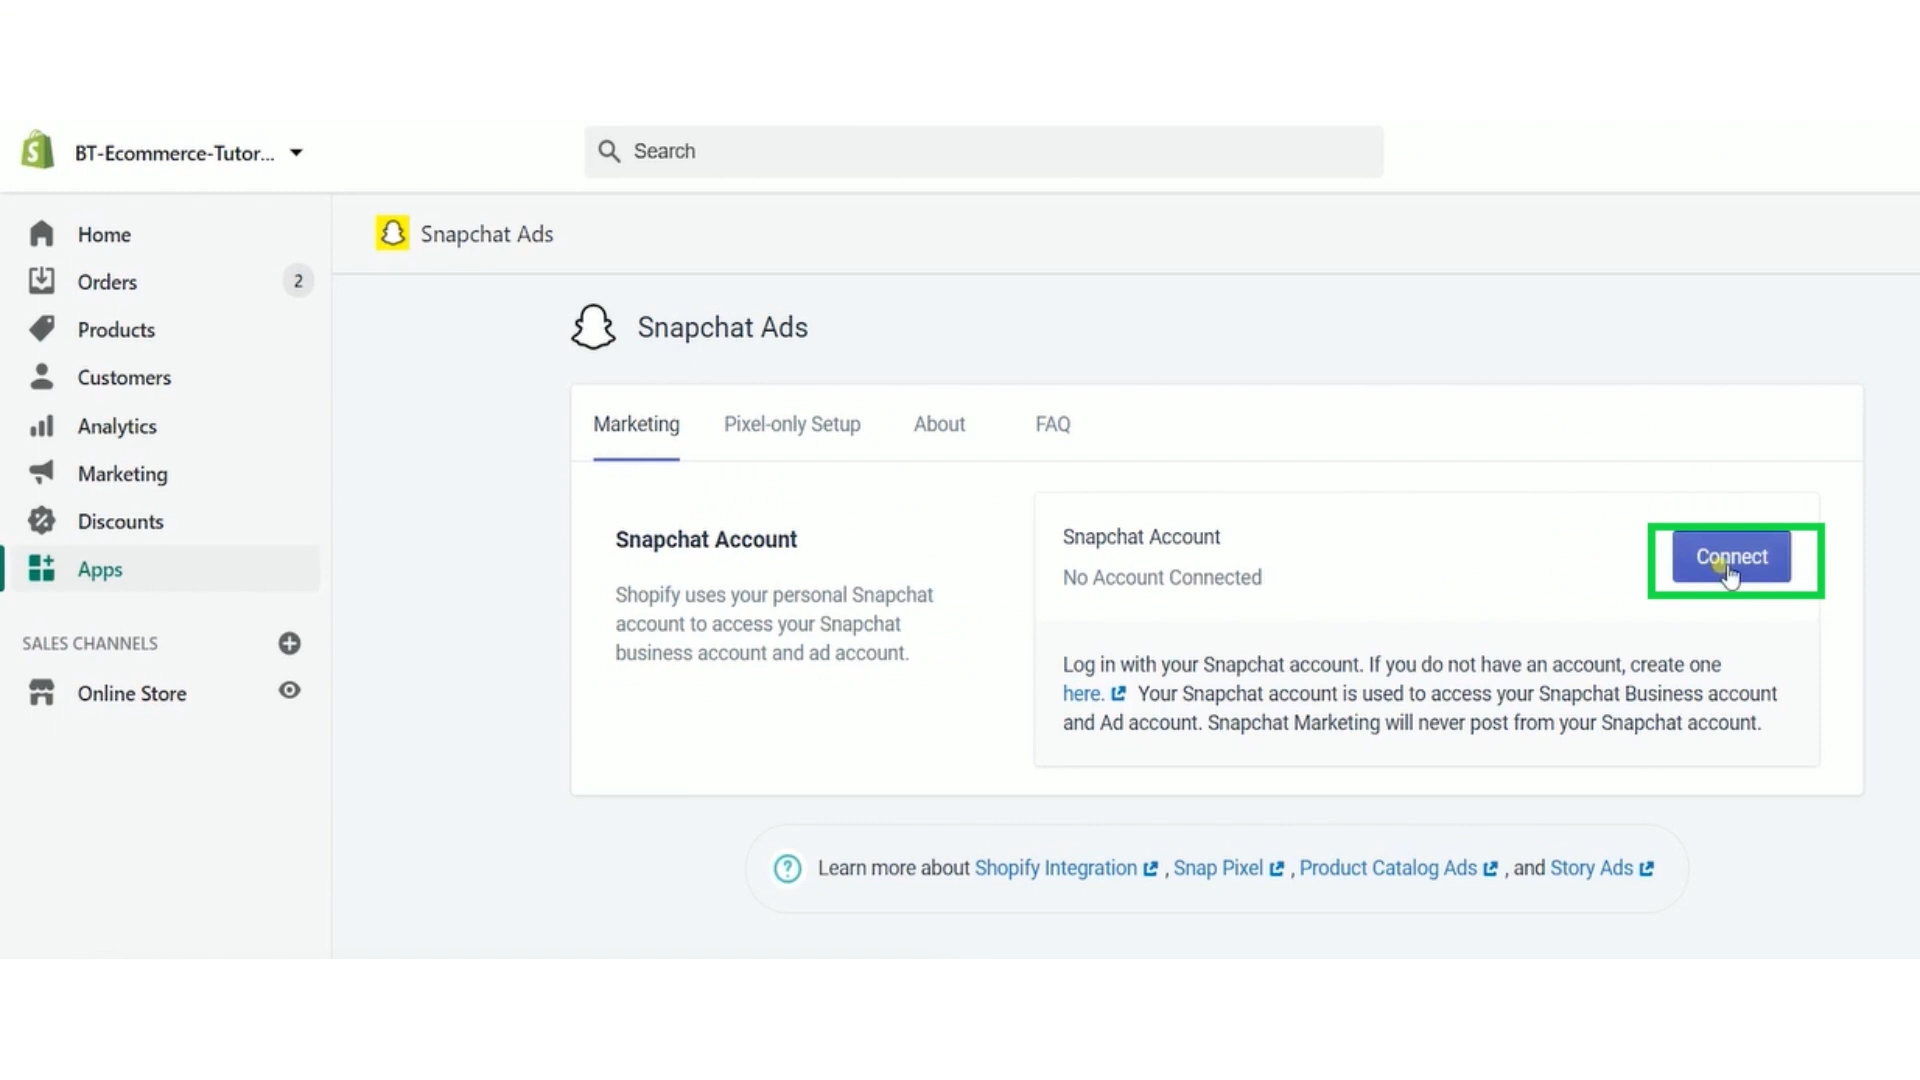 BT-Ecommerce-Tutor...
Search
Home
Orders 2
Products
Customers
Analytics
Marketing
Discounts
Apps
SALES CHANNELS
Online Store
Snapchat Ads
Snapchat Ads
Marketing Pixel-only Setup About FAQ
Snapchat Account
Shopify uses your personal Snapchat
account to access your Snapchat
business account and ad account.
Snapchat Account
No Account Connected
Connect
Log in with your Snapchat account. If you do not have an account, create one
here. Your Snapchat account is used to access your Snapchat Business account
and Ad account. Snapchat Marketing will never post from your Snapchat account.
Learn more about Shopify Integration , Snap Pixel , Product Catalog Ads , and Story Ads